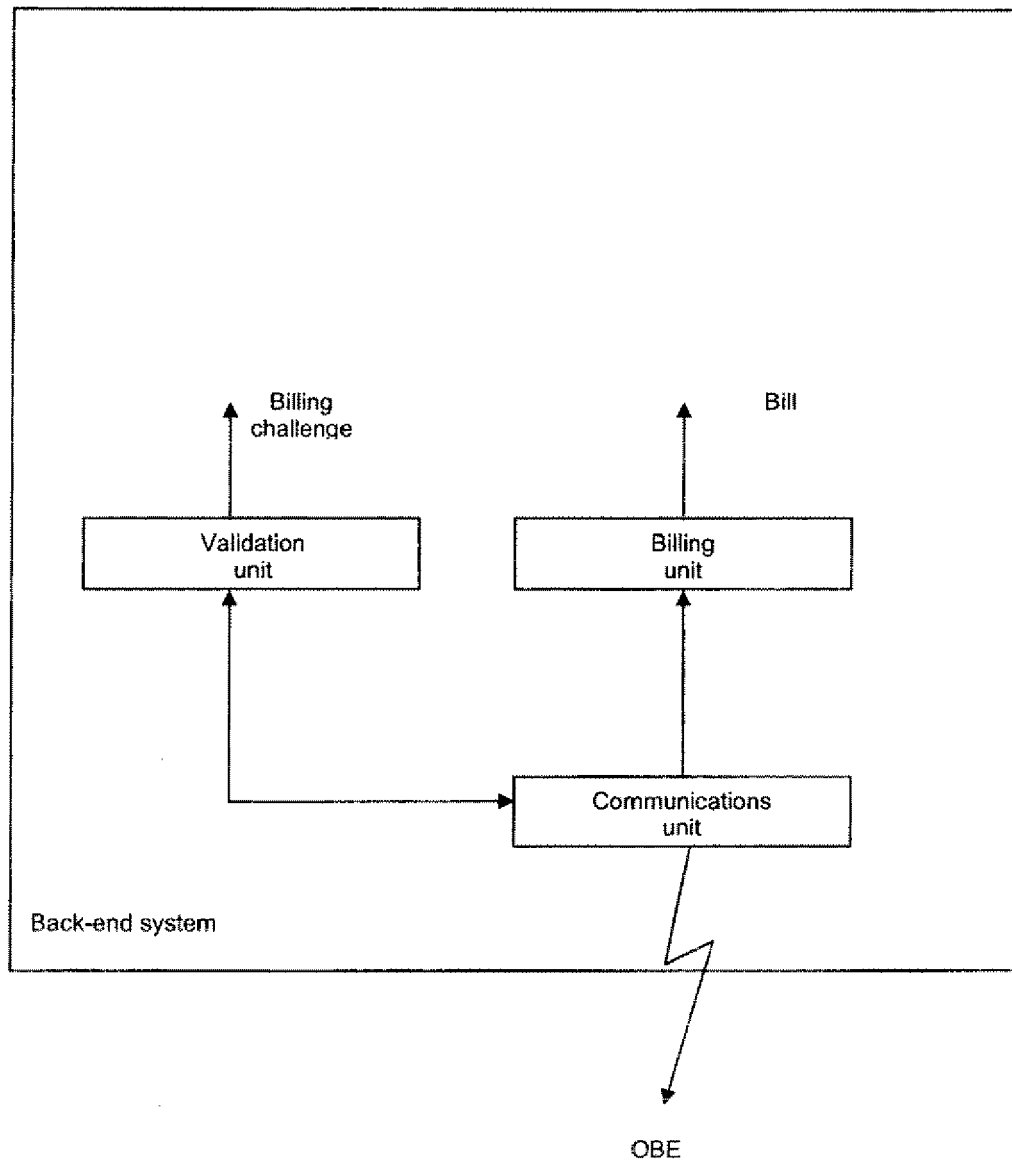 Billing
challenge
Bill
Validation
unit
Billing
unit
Communications
unit
Back-end system
OBE